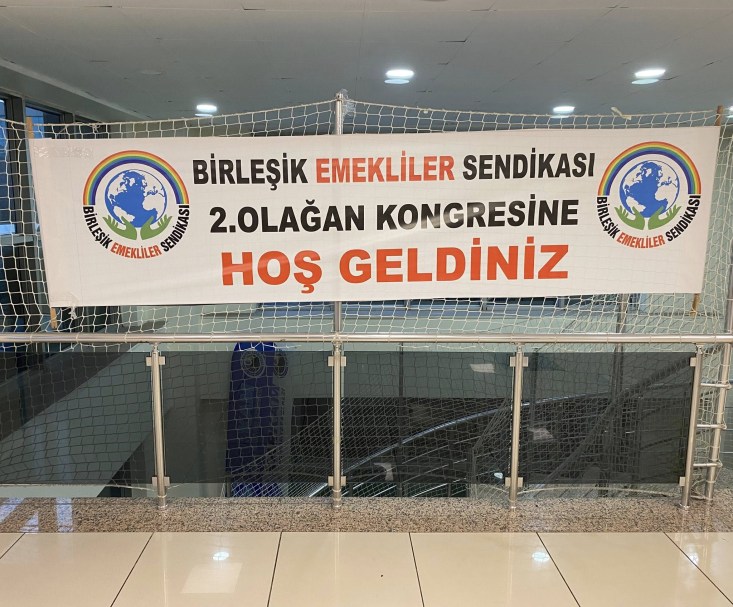 BİRLEŞİK EMEKLİLER SENDİKASI
2.OLAĞAN KONGRESİNE
HOŞ GELDİNİZ
BİRLEŞİK EMEKLİLER SENDİKASI
BİRLEŞİK EMEKLİLER SENDİKASI